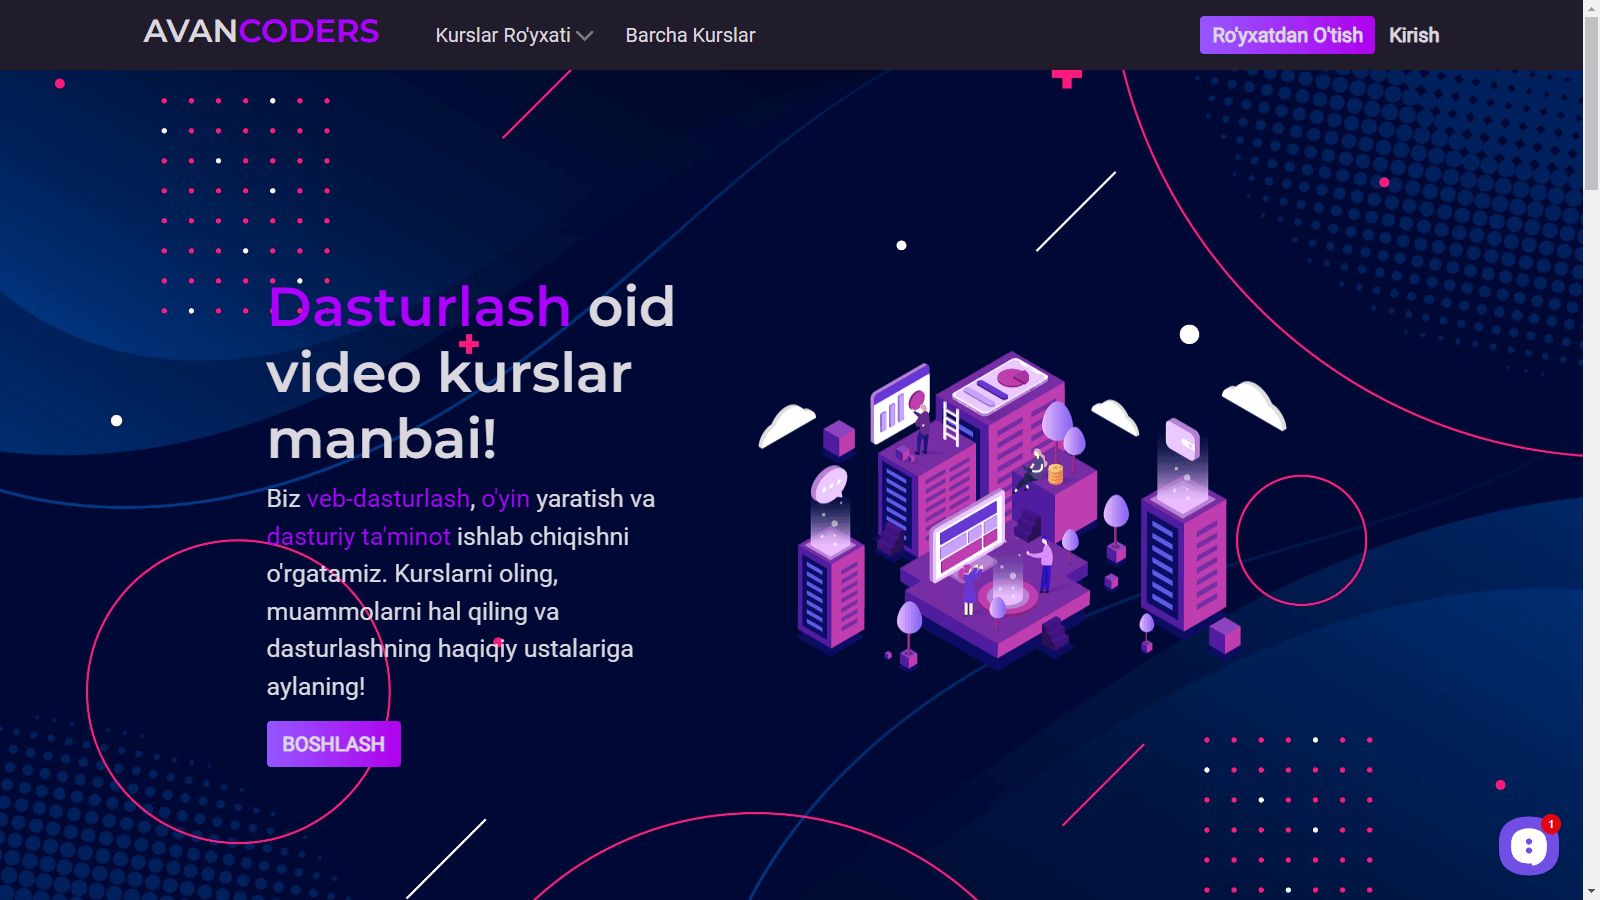 AVANCODERS
Kurslar Ro'yxati
Barcha Kurslar
Ro'yxatdan O'tish
Kirish
Dasturlash oid
video kurslar
manbai!
Biz veb-dasturlash, o'yin yaratish va
dasturiy ta'minot ishlab chiqishni
o'rgatamiz. Kurslarni oling,
muammolarni hal qiling va
dasturlashning haqiqiy ustalariga
aylaning!
BOSHLASH
1